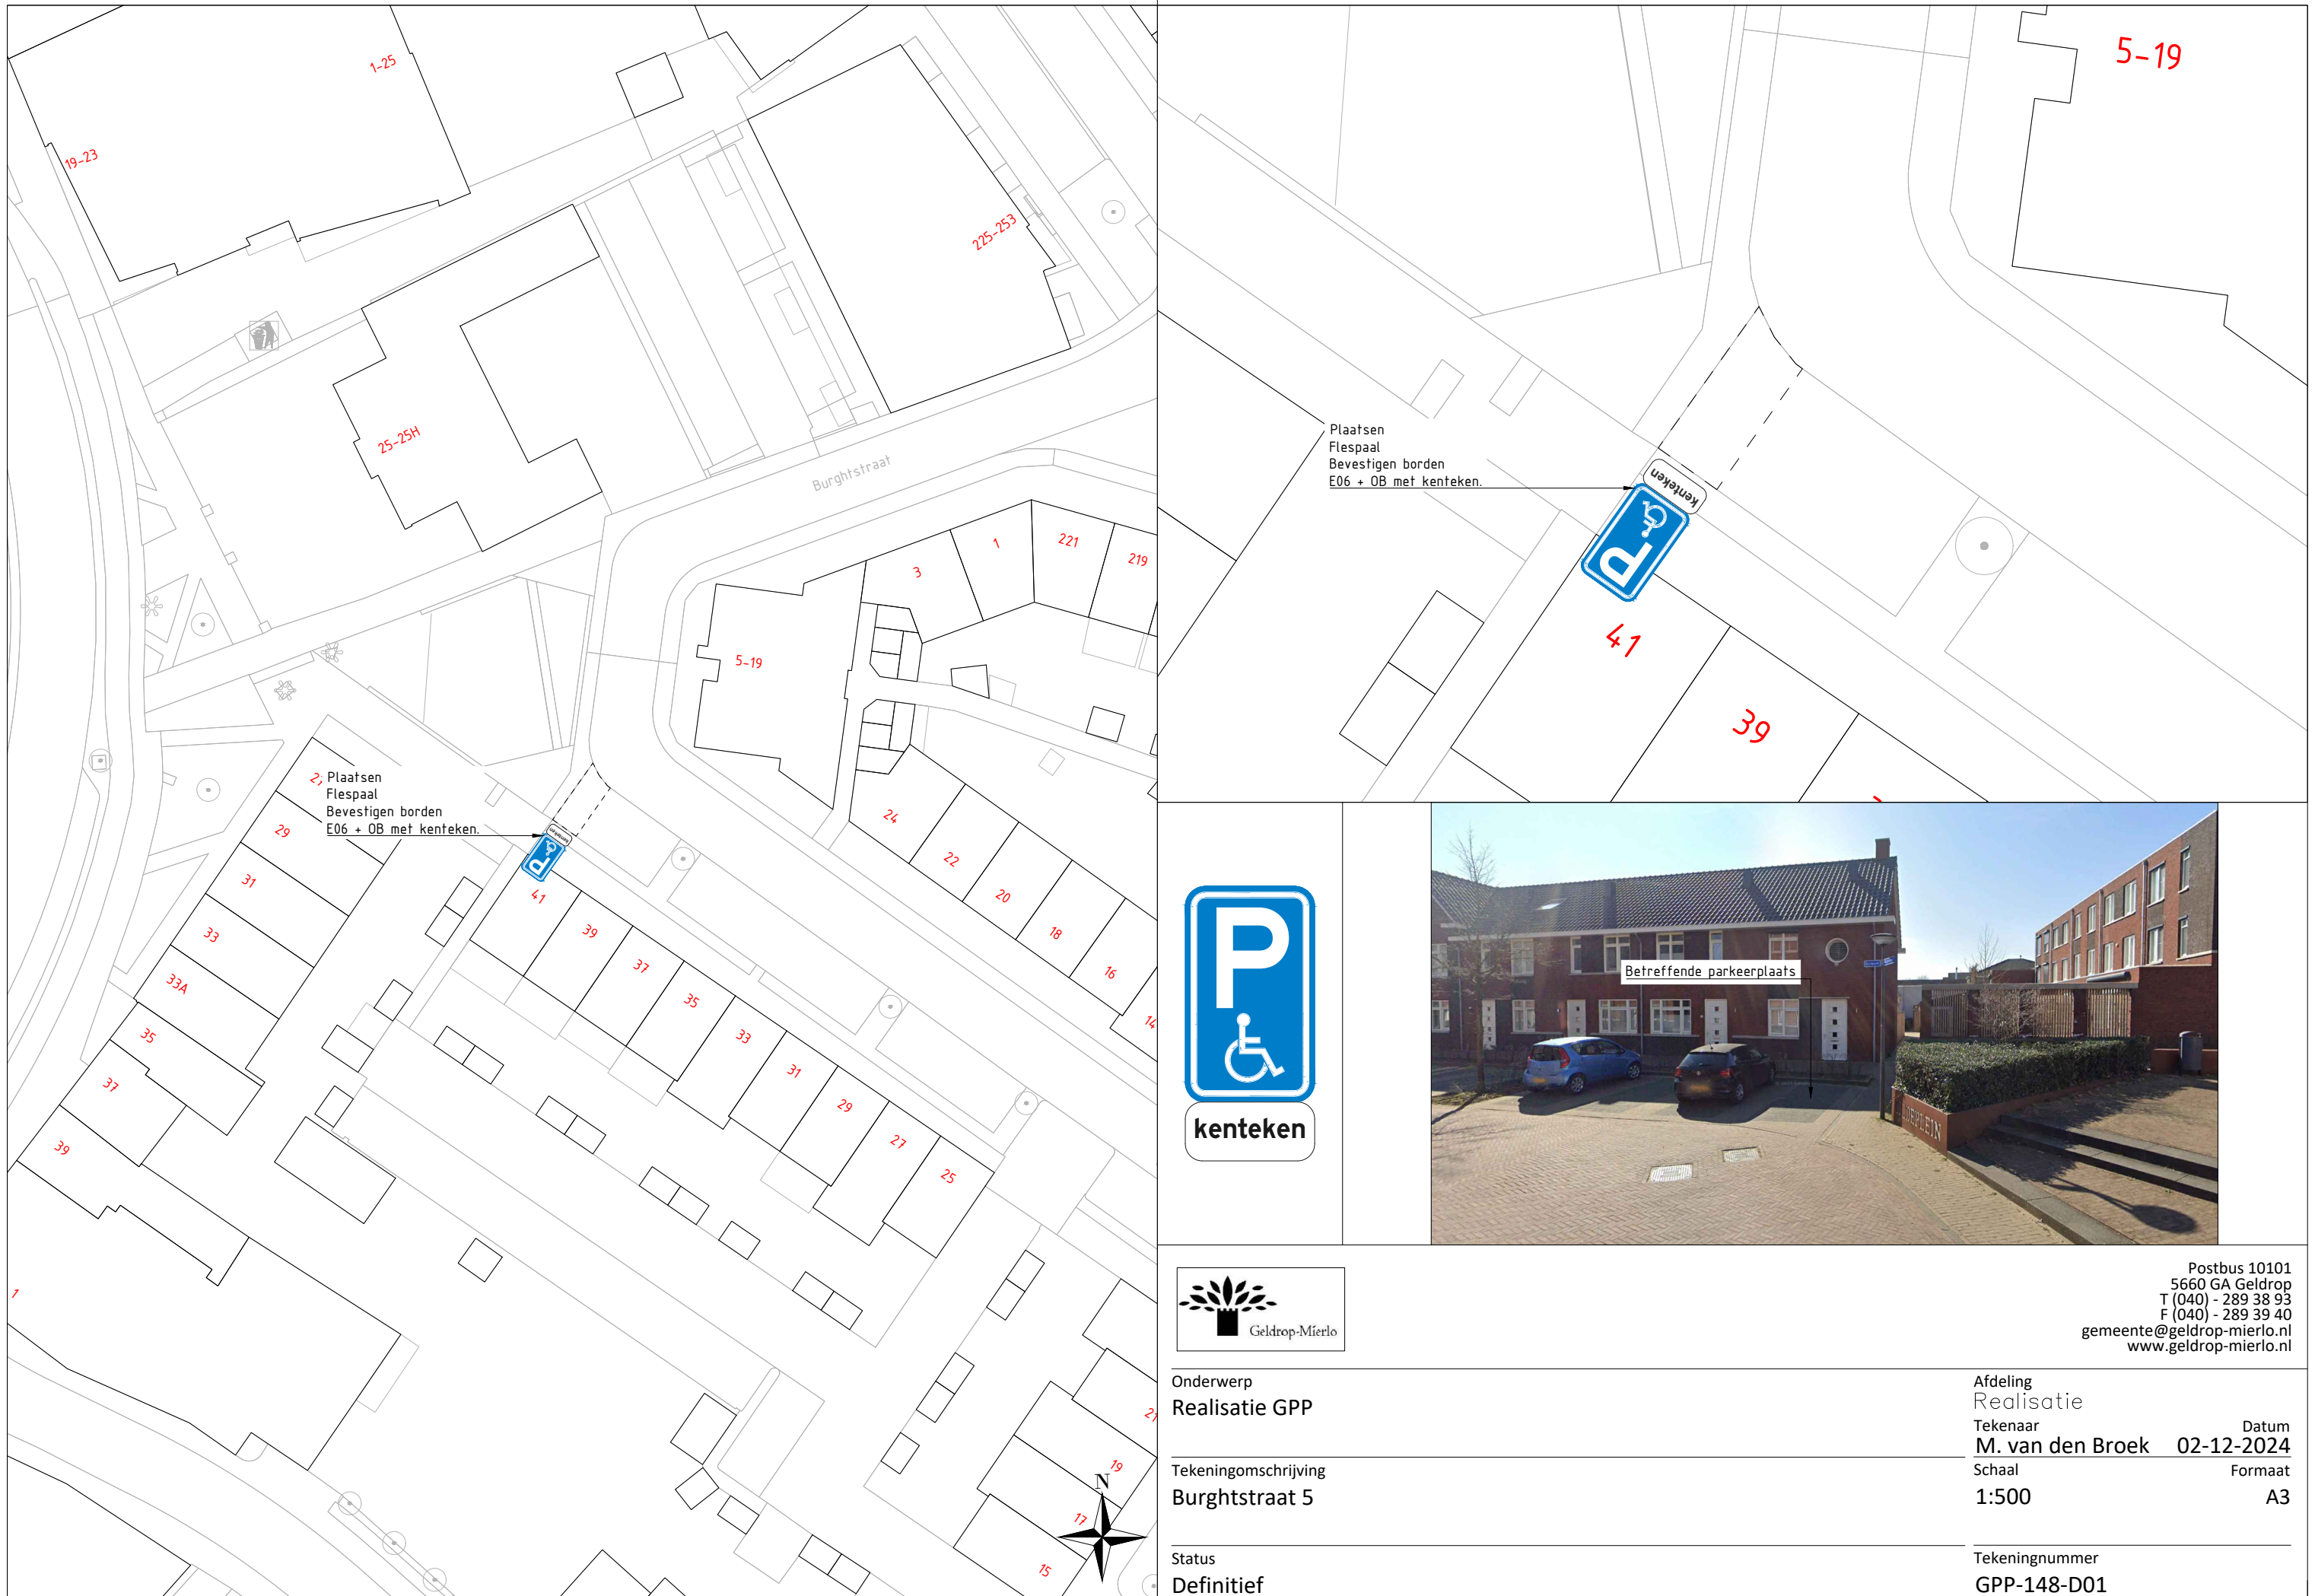 1-25
19-23
225-253
25-25H
Burghtstraat
3
1
221
219
5-19
Plaatsen
Flespaal
Bevestigen borden
E06 + OB met kenteken.
kenteken
P
29
31
33
33A
35
37
39
1
41
39
37
35
33
31
29
27
25
24
22
20
18
16
14
21
19
17
15
N
5-19
Plaatsen
Flespaal
Bevestigen borden
E06 + OB met kenteken.
kenteken
P
41
39
P
kenteken
Betreffende parkeerplaats
Geldrop-Mierlo
Postbus 10101
5660 GA Geldrop
T (040) - 289 38 93
F (040) - 289 39 40
gemeente@geldrop-mierlo.nl
www.geldrop-mierlo.nl
Onderwerp
Realisatie GPP
Afdeling
Realisatie
Tekenaar Datum
M. van den Broek 02-12-2024
Tekeningomschrijving
Burghtstraat 5
Schaal Formaat
1:500 A3
Status
Definitief
Tekeningnummer
GPP-148-D01